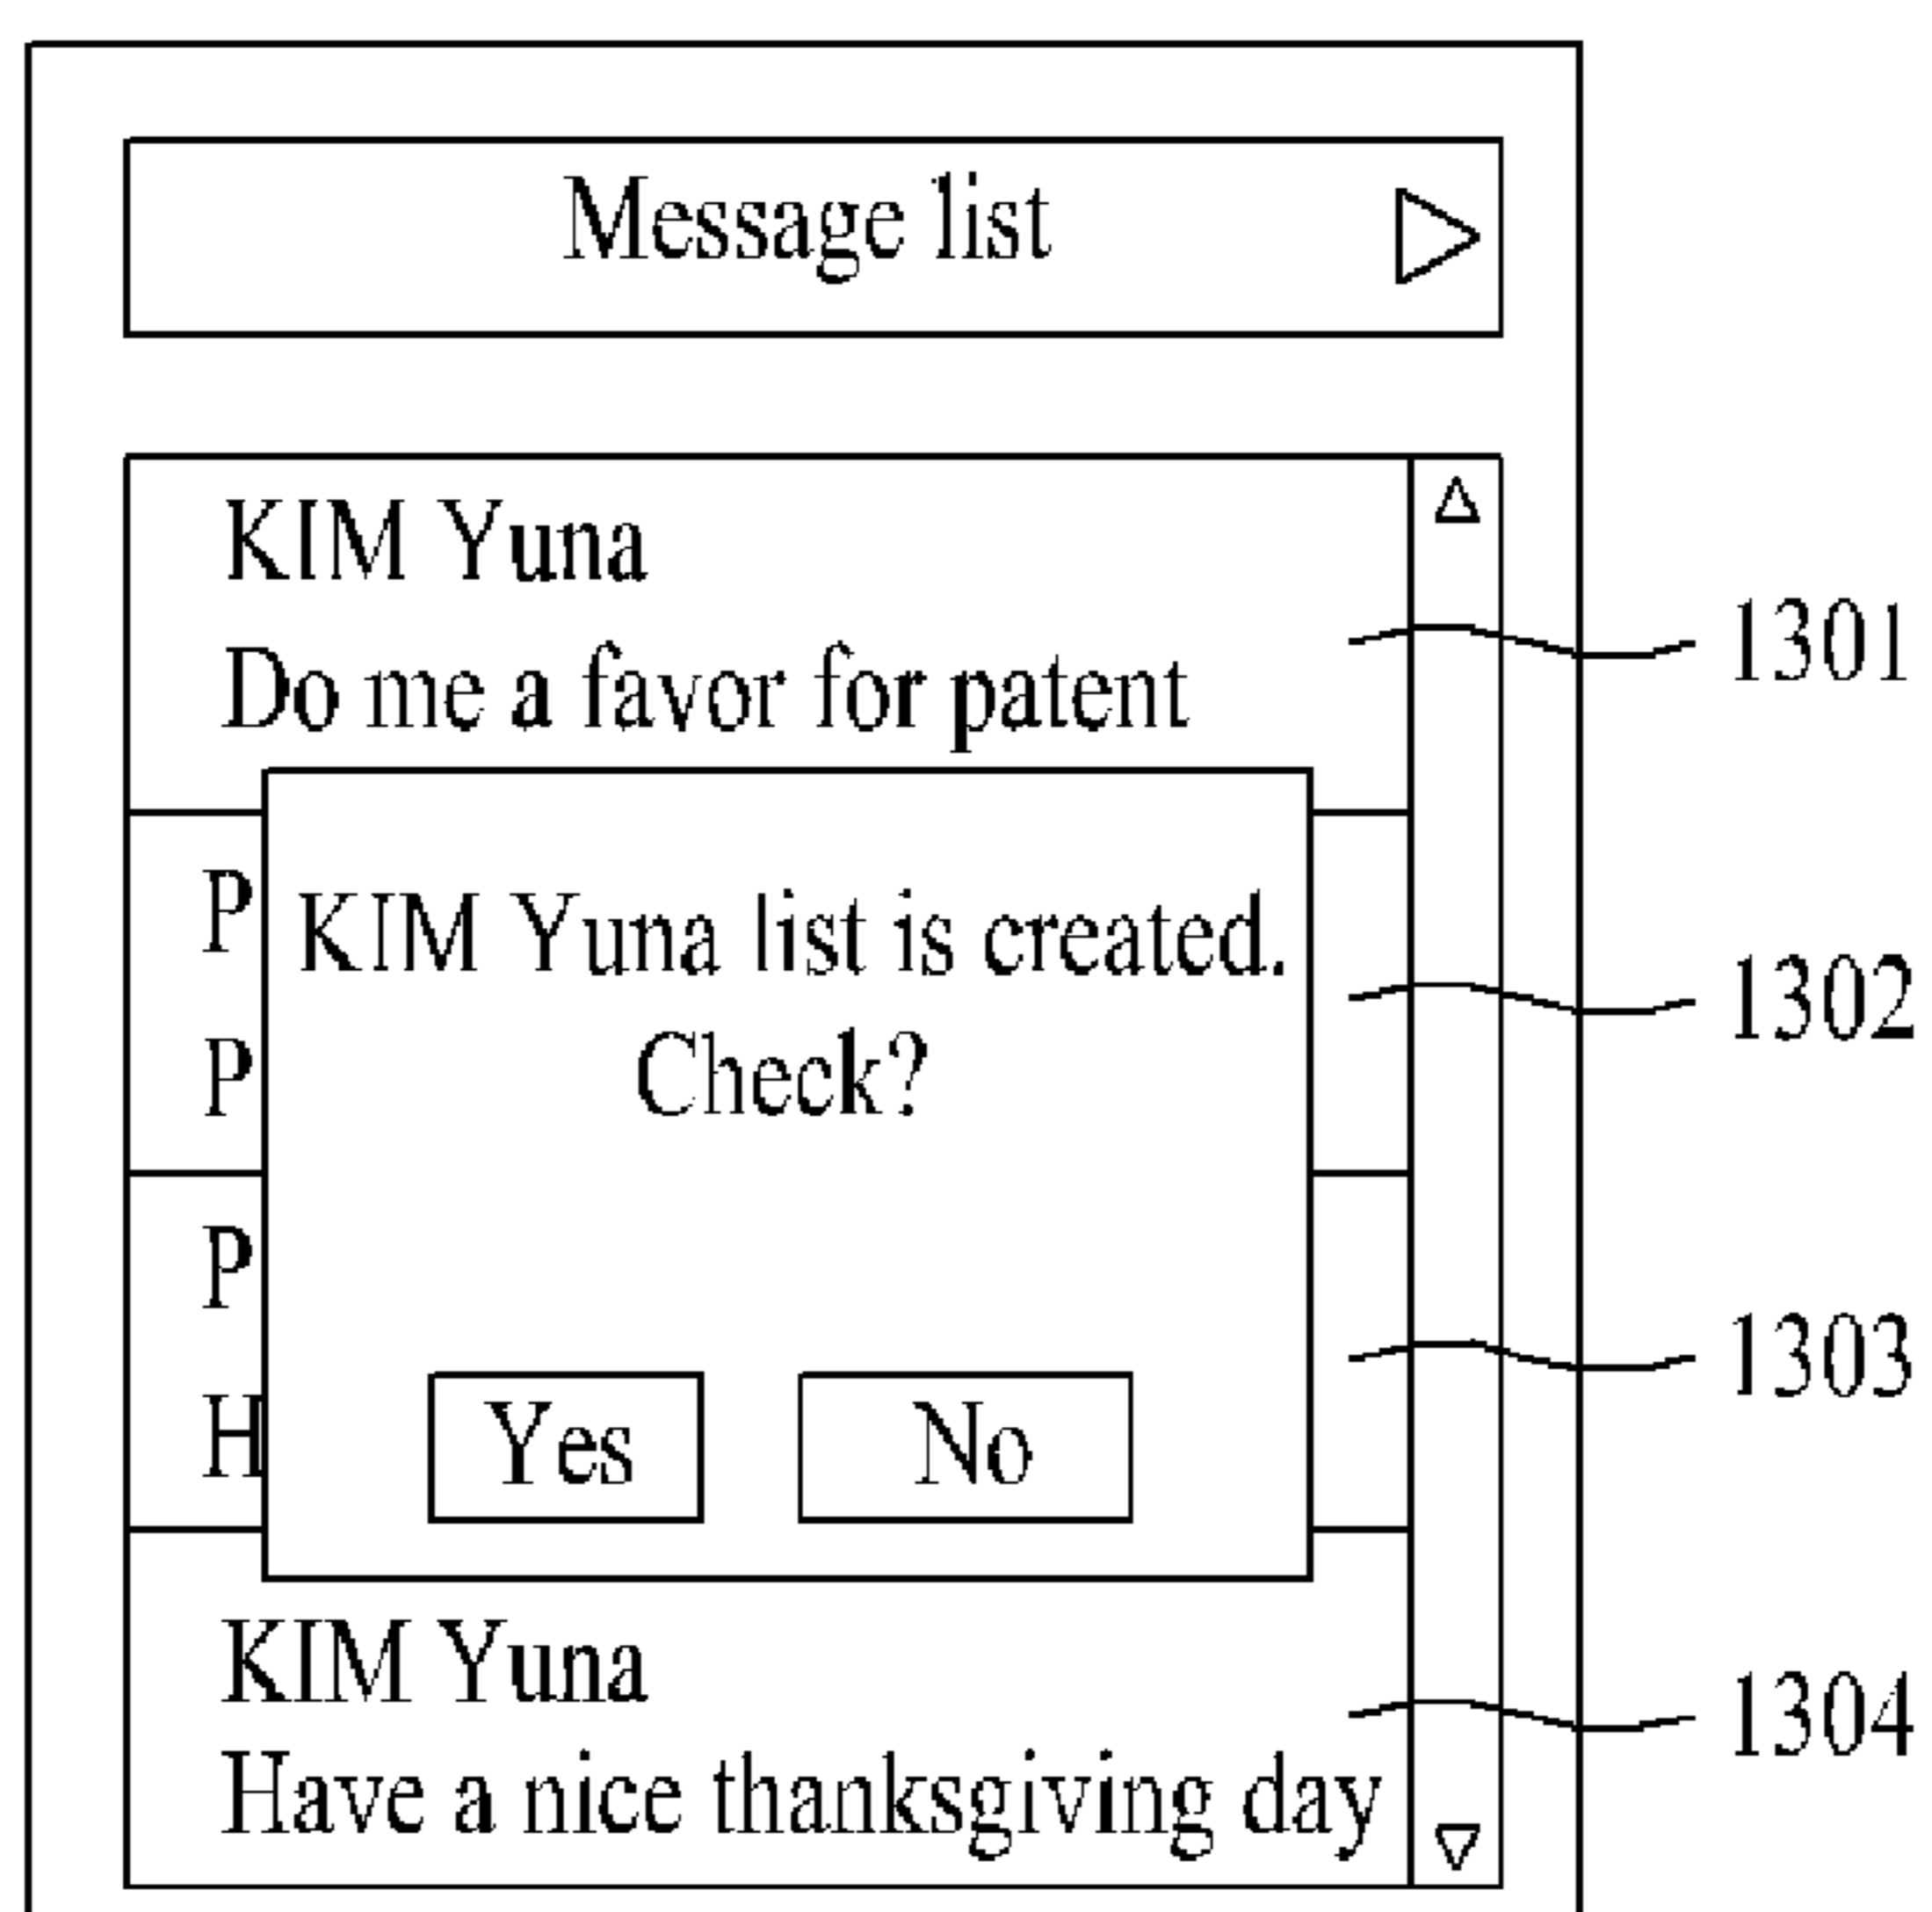 Message list
KIM Yuna
Do me a favor for patent
1301
P
KIM Yuna list is created.
1302
P
Check?
P
1303
H
Yes
No
KIM Yuna
1304
Have a nice thanksgiving day